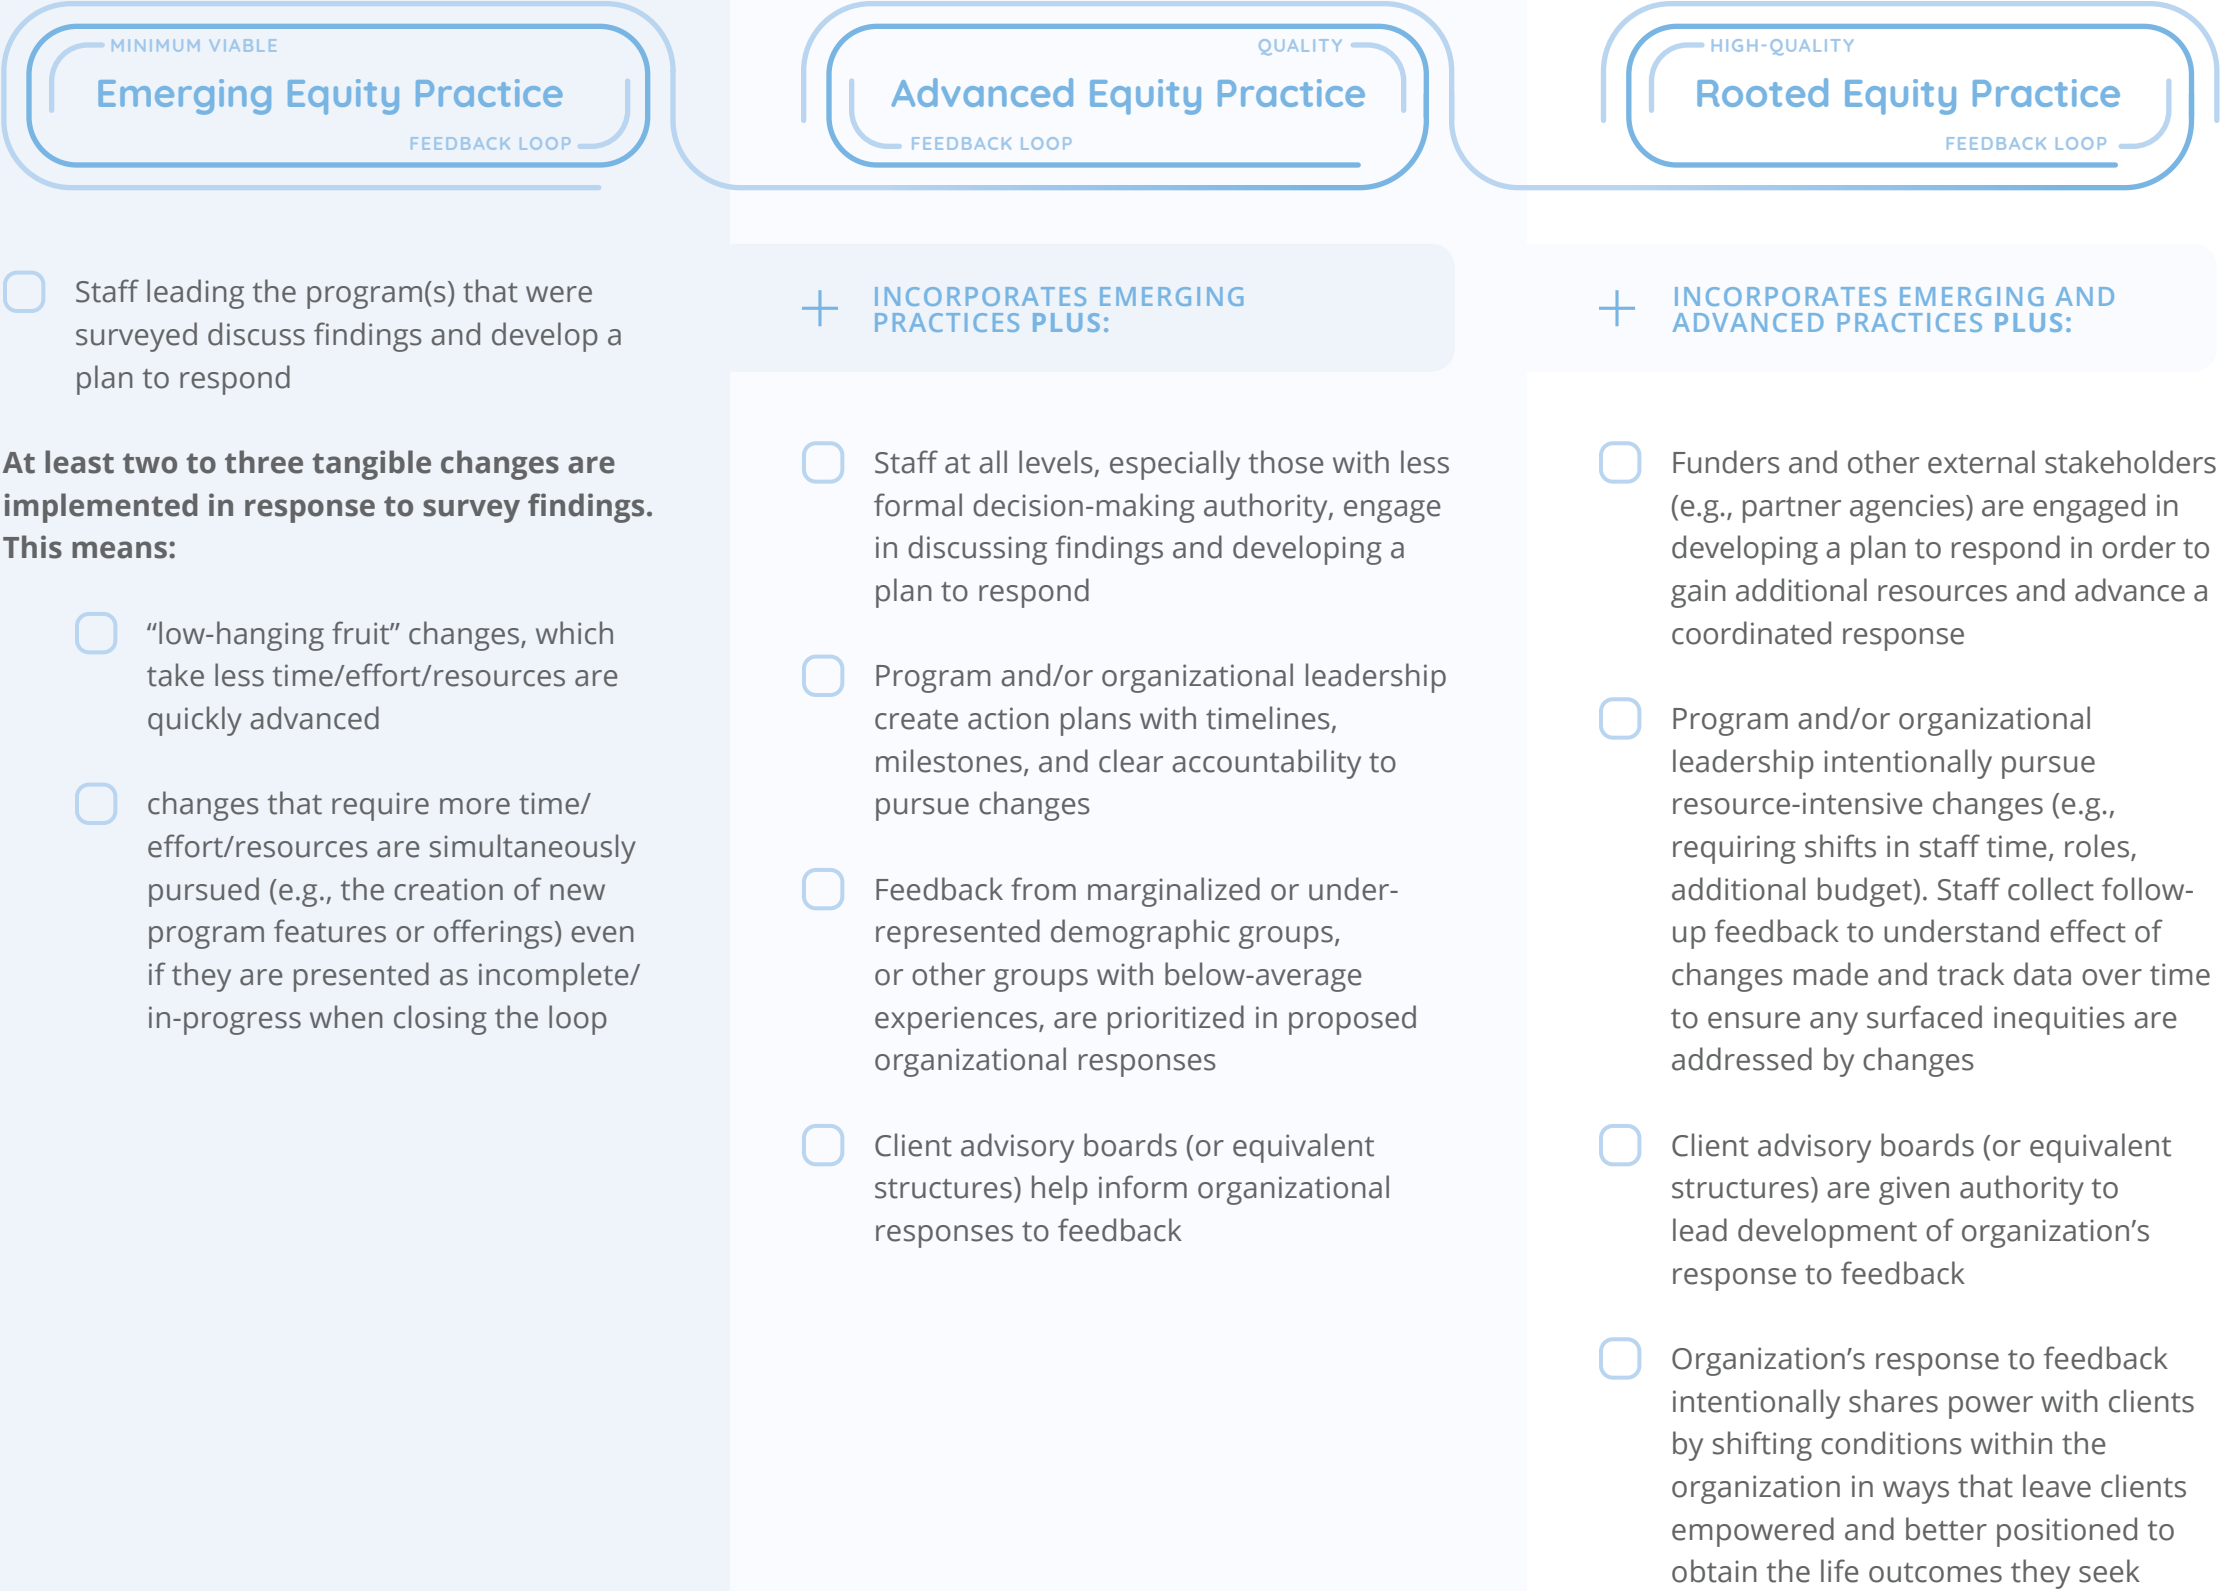 MINIMUM VIABLE
Emerging Equity Practice
FEEDBACK LOOP
Staff leading the program(s) that were
surveyed discuss findings and develop a
plan to respond
At least two to three tangible changes are
implemented in response to survey findings.
This means:
“low-hanging fruit” changes, which
take less time/effort/resources are
quickly advanced
changes that require more time/
effort/resources are simultaneously
pursued (e.g., the creation of new
program features or offerings) even
if they are presented as incomplete/
in-progress when closing the loop
QUALITY
Advanced Equity Practice
FEEDBACK LOOP
INCORPORATES EMERGING
PRACTICES PLUS:
Staff at all levels, especially those with less
formal decision-making authority, engage
in discussing findings and developing a
plan to respond
Program and/or organizational leadership
create action plans with timelines,
milestones, and clear accountability to
pursue changes
Feedback from marginalized or under-
represented demographic groups,
or other groups with below-average
experiences, are prioritized in proposed
organizational responses
Client advisory boards (or equivalent
structures) help inform organizational
responses to feedback
HIGH-QUALITY
Rooted Equity Practice
FEEDBACK LOOP
INCORPORATES EMERGING AND
ADVANCED PRACTICES PLUS:
Funders and other external stakeholders
(e.g., partner agencies) are engaged in
developing a plan to respond in order to
gain additional resources and advance a
coordinated response
Program and/or organizational
leadership intentionally pursue
resource-intensive changes (e.g.,
requiring shifts in staff time, roles,
additional budget). Staff collect follow-
up feedback to understand effect of
changes made and track data over time
to ensure any surfaced inequities are
addressed by changes
Client advisory boards (or equivalent
structures) are given authority to
lead development of organization’s
response to feedback
Organization’s response to feedback
intentionally shares power with clients
by shifting conditions within the
organization in ways that leave clients
empowered and better positioned to
obtain the life outcomes they seek